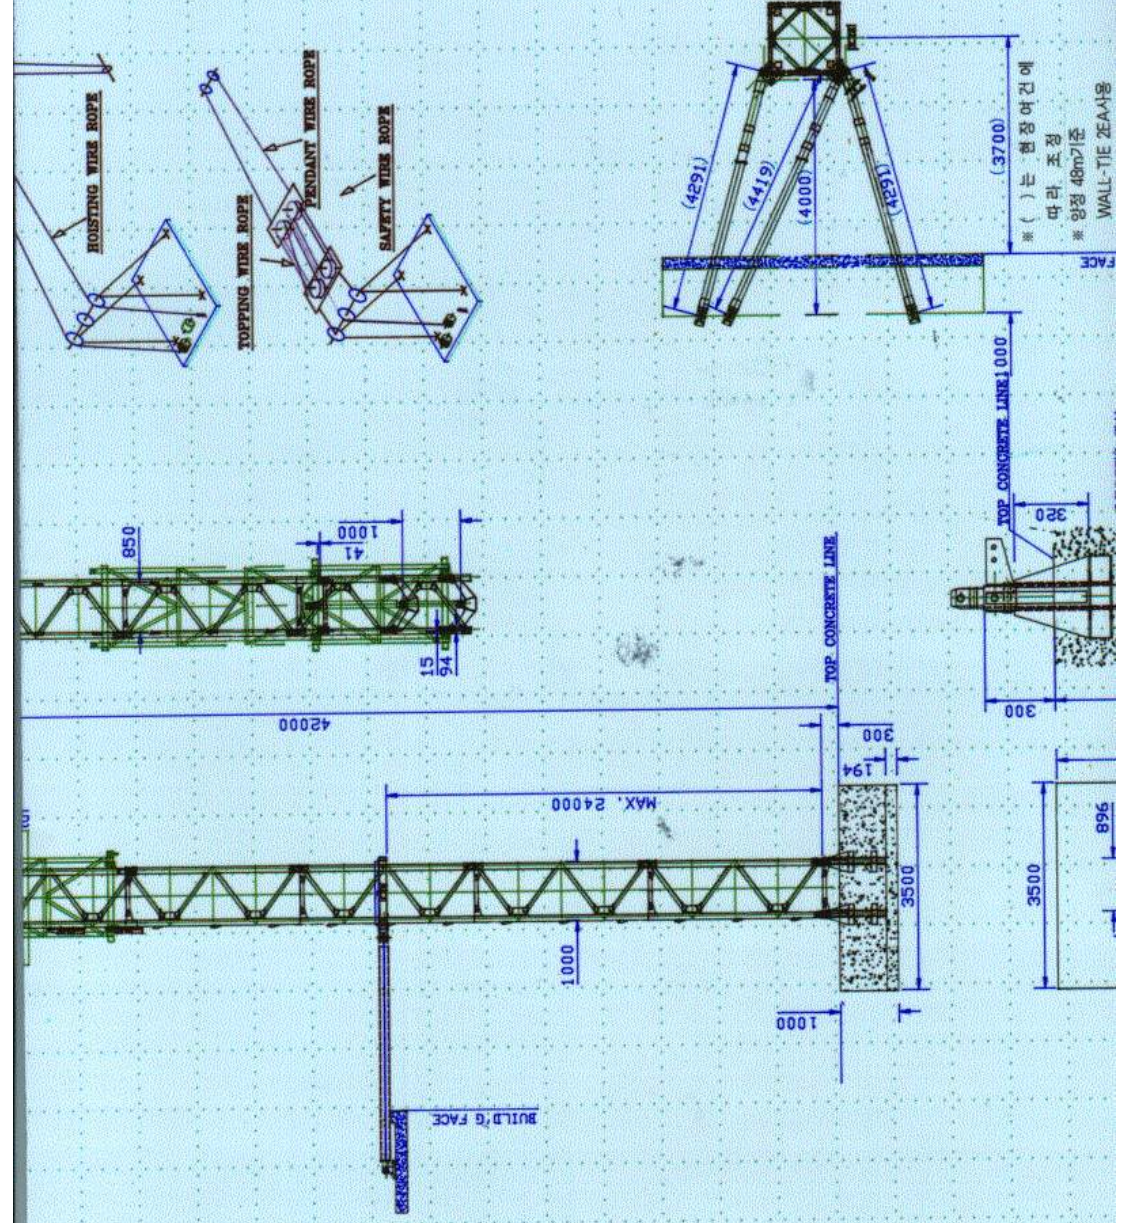 HOISTING WIRE ROPE
PENDANT WIRE ROPE
SAFETY WIRE ROPE
TOPPING WIRE ROPE
(4291)
(4419)
(4000)
(4291)
(3700)
※ ( ) 는 현장여건에
따라 조정
※ 양정 48m기준
WALL-TIE 2EA사용
FACE
1000
TOP CONCRETE LINE
320
300
850
1000
41
15
94
TOP CONCRETE LINE
42000
300
194
MAX. 24000
3500
1000
1000
BUILD'G FACE
3500
896